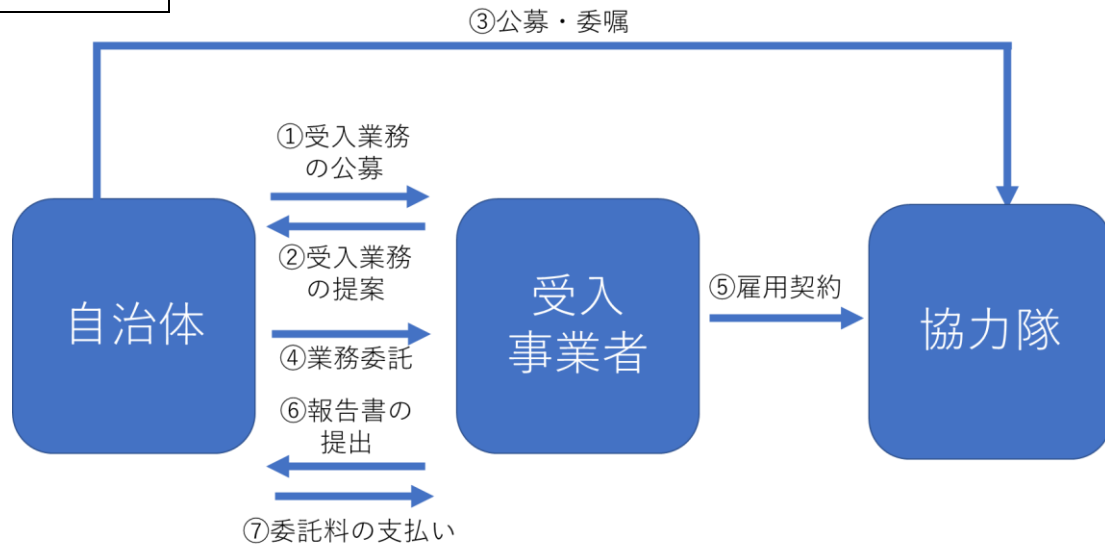 ③公募・委嘱
①受入業務
の公募
②受入業務
の提案
自治体
受入
事業者
⑤雇用契約
協力隊
④業務委託
⑥報告書の
提出
⑦委託料の支払い